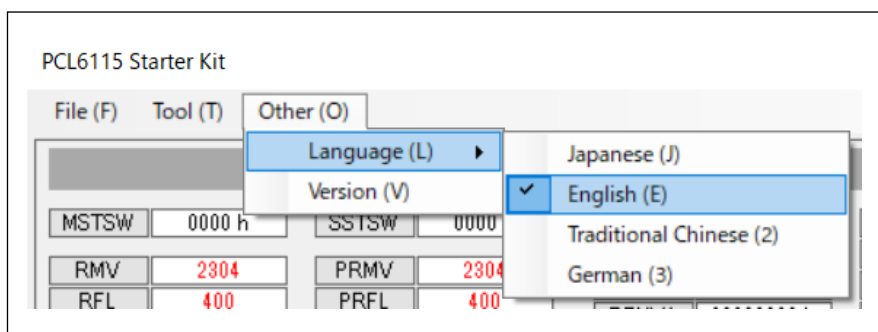 PCL6115 Starter Kit
File (F) Tool (T) Other (O)
Language (L)
Japanese (J)
Version (V)
English (E)
MSTSW 0000 h SSTSW 0000
Traditional Chinese (2)
RMV 2304 PRMV 2304
German (3)
RFL 400 PRFL 400